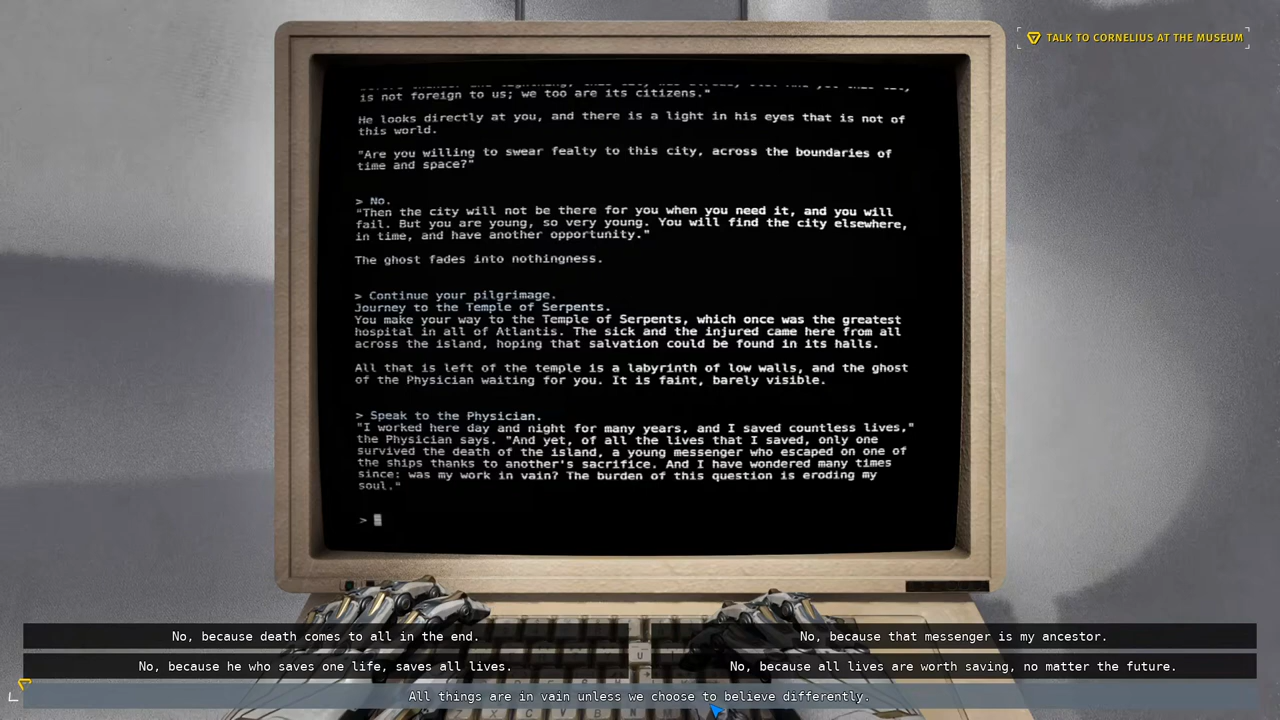 TALK TO CORNELIUS AT THE MUSEUM
is not foreign to us; we too are its citizens."
He looks directly at you, and there is a light in his eyes that is not of
this world.
"Are you willing to swear fealty to this city, across the boundaries of
time and space?"
> No.
"Then the city will not be there for you when you need it, and you will
fail. But you are young, so very young. You will find the city elsewhere,
in time, and have another opportunity."
The ghost fades into nothingness.
> Continue your pilgrimage.
Journey to the Temple of Serpents.
You make your way to the Temple of Serpents, which once was the greatest
hospital in all of Atlantis. The sick and the injured came here from all
across the island, hoping that salvation could be found in its halls.
All that is left of the temple is a labyrinth of low walls, and the ghost
of the Physician waiting for you. It is faint, barely visible.
> Speak to the Physician.
"I worked here day and night for many years, and I saved countless lives,"
the Physician says. "And yet, of all the lives that I saved, only one
survived the death of the island, a young messenger who escaped on one of
the ships thanks to another's sacrifice. And I have wondered many times
since: was my work in vain? The burden of this question is eroding my
soul."
>
No, because death comes to all in the end.
No, because that messenger is my ancestor.
No, because he who saves one life, saves all lives.
No, because all lives are worth saving, no matter the future.
All things are in vain unless we choose to believe differently.